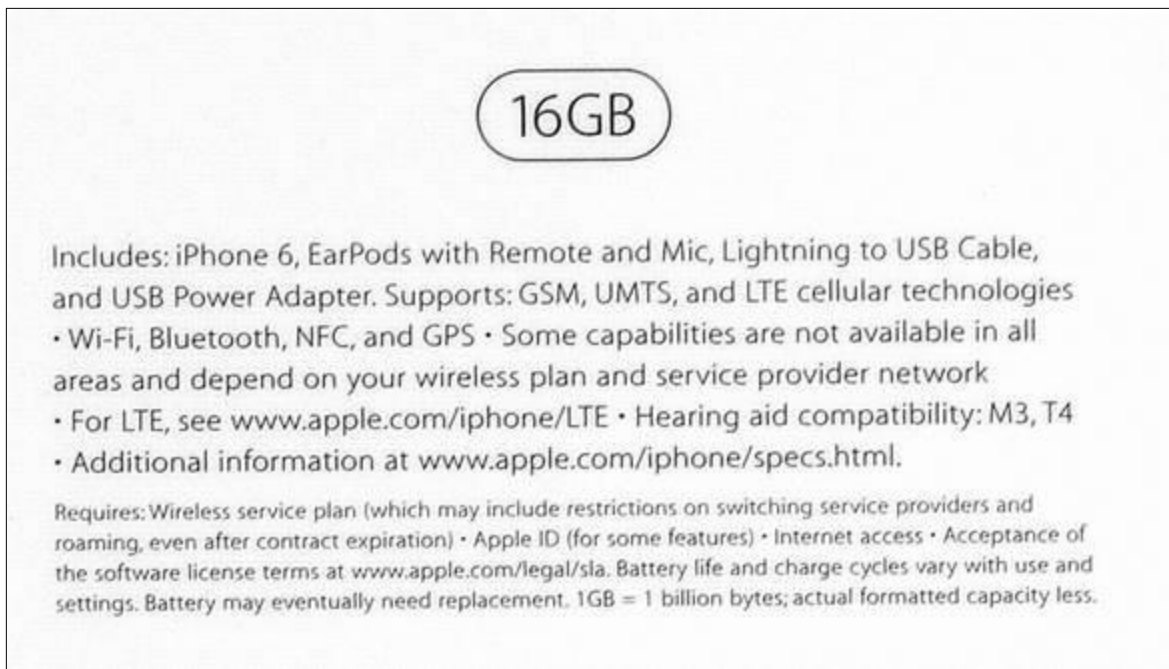 16GB
Includes: iPhone 6, EarPods with Remote and Mic, Lightning to USB Cable,
and USB Power Adapter. Supports: GSM, UMTS, and LTE cellular technologies
· Wi-Fi, Bluetooth, NFC, and GPS · Some capabilities are not available in all
areas and depend on your wireless plan and service provider network
· For LTE, see www.apple.com/iphone/LTE · Hearing aid compatibility: M3, T4
· Additional information at www.apple.com/iphone/specs.html.
Requires: Wireless service plan (which may include restrictions on switching service providers and
roaming, even after contract expiration) · Apple ID (for some features) · Internet access · Acceptance of
the software license terms at www.apple.com/legal/sla. Battery life and charge cycles vary with use and
settings. Battery may eventually need replacement. 1GB = 1 billion bytes; actual formatted capacity less.